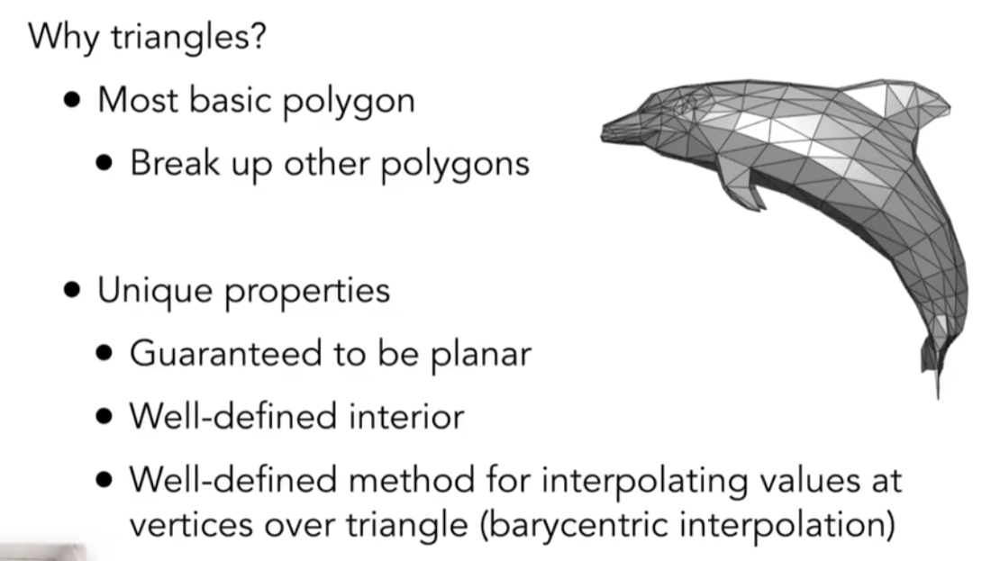 Why triangles?
• Most basic polygon
• Break up other polygons
• Unique properties
• Guaranteed to be planar
• Well-defined interior
• Well-defined method for interpolating values at
vertices over triangle (barycentric interpolation)